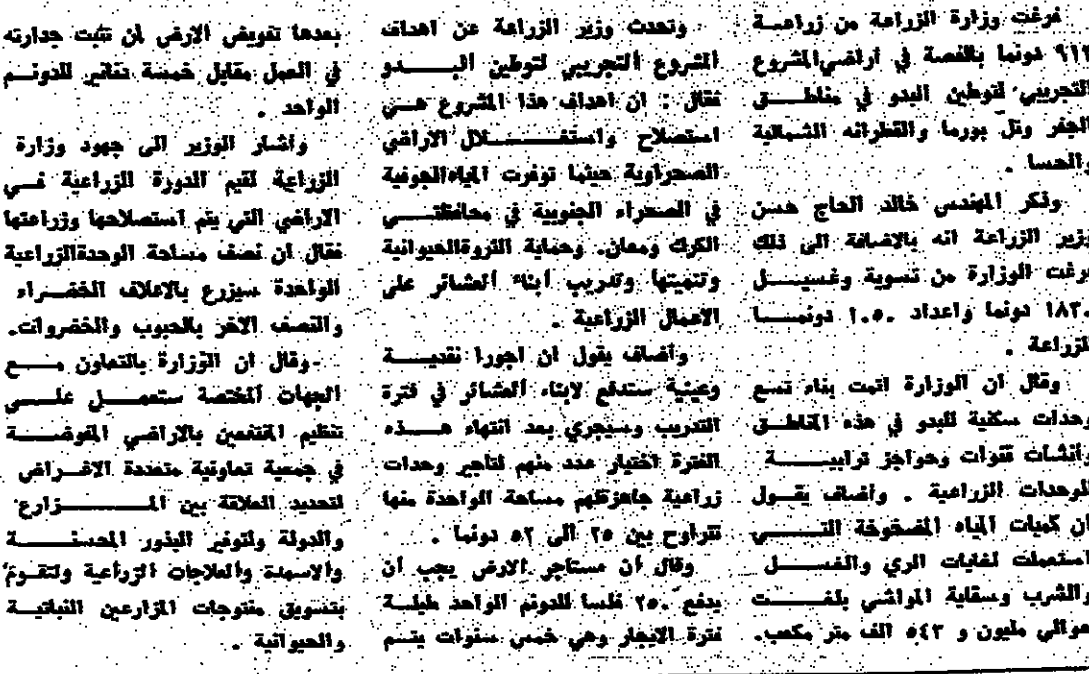 فرغت وزارة الزراعة من زراعة
٩١١ دونما بالفصة في اراضي المشروع
التجريبي لتوطين البدو في مناطق
الجفر وتل بورما والقطرانه الشمالية
والحسا .
وذكر المهندس خالد الحاج حسن
وزير الزراعة انه بالاضافة الى ذلك
فرغت الوزارة من تسوية وغسيل
١٨٣٠ دونما واعداد ١٠٥٠ دونما
للزراعة .
وقال ان الوزارة اتمت بناء تسع
وحدات سكنية للبدو في هذه المناطق
وانشات قنوات وحواجز ترابية
للوحدات الزراعية . واضاف يقول
ان كميات المياه المضخوخة التي
استعملت لغايات الري والغسل
والشرب وسقاية المواشي بلغت
حوالي مليون و ٥٤٣ الف متر مكعب.
وتحدث وزير الزراعة عن اهداف
المشروع التجريبي لتوطين البدو
فقال : ان اهداف هذا المشروع هي
استصلاح واستغلال الاراضي
الصحراوية حيثما توفرت المياه الجوفية
في الصحراء الجنوبية في محافظتي
الكرك ومعان. وحماية الثروة الحيوانية
وتنميتها وتدريب أبناء العشائر على
الاعمال الزراعية .
وأضاف يقول ان اجورا نقدية
وعينية ستدفع لابناء العشائر في فترة
التدريب وسيجري بعد انتهاء هذه
الفترة اختيار عدد منهم لتأجير وحدات
زراعية جاهزة لهم مساحة الواحدة منها
تتراوح بين ٢٥ الى ٥٢ دونما .
وقال ان مستاجر الارض يجب أن
يدفع ٢٥٠ فلسا للدونم الواحد طيلة
فترة الايجار وهي خمس سنوات يتم
بعدها تفويض الارض لمن تثبت جدارته
في العمل مقابل خمسة دنانير للدونم
الواحد .
وأشار الوزير الى جهود وزارة
الزراعة لقيم الدورة الزراعية في
الاراضي التي يتم استصلاحها وزراعتها
فقال ان نصف مساحة الوحدة الزراعية
الواحدة سيزرع بالاعلاف الخضراء
والنصف الاخر بالحبوب والخضروات.
وقال ان الوزارة بالتعاون مع
الجهات المختصة ستعمل على
تنظيم المنتفعين بالاراضي المفوضة
في جمعية تعاونية متعددة الاغراض
لتحديد العلاقة بين المزارع
والدولة ولتوفير البذور المحسنة
والاسمدة والعلاجات الزراعية ولتقوم
بتسويق منتوجات المزارعين النباتية
والحيوانية .